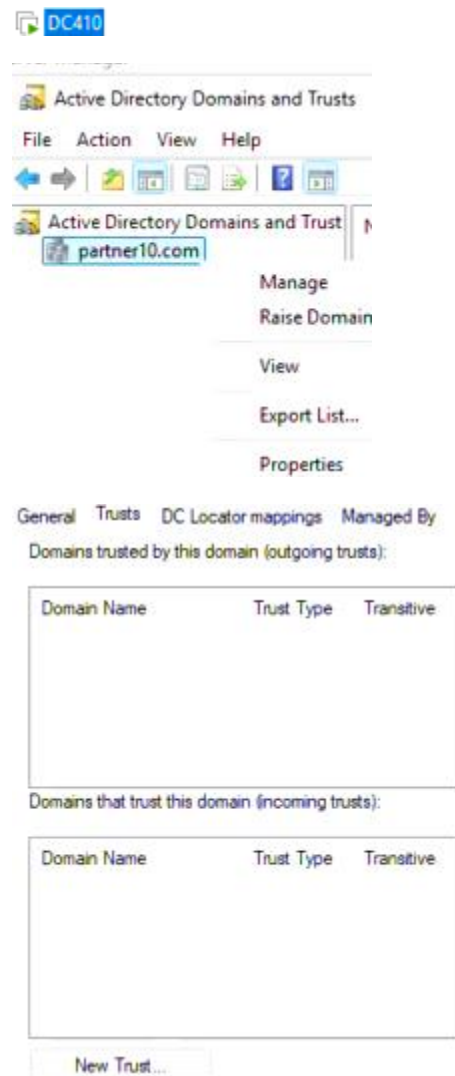 DC410
Active Directory Domains and Trusts
File Action View Help
Active Directory Domains and Trust
partner10.com
Manage
Raise Domain
View
Export List...
Properties
General Trusts DC Locator mappings Managed By
Domains trusted by this domain (outgoing trusts):
Domain Name Trust Type Transitive
Domains that trust this domain (incoming trusts):
Domain Name Trust Type Transitive
New Trust...